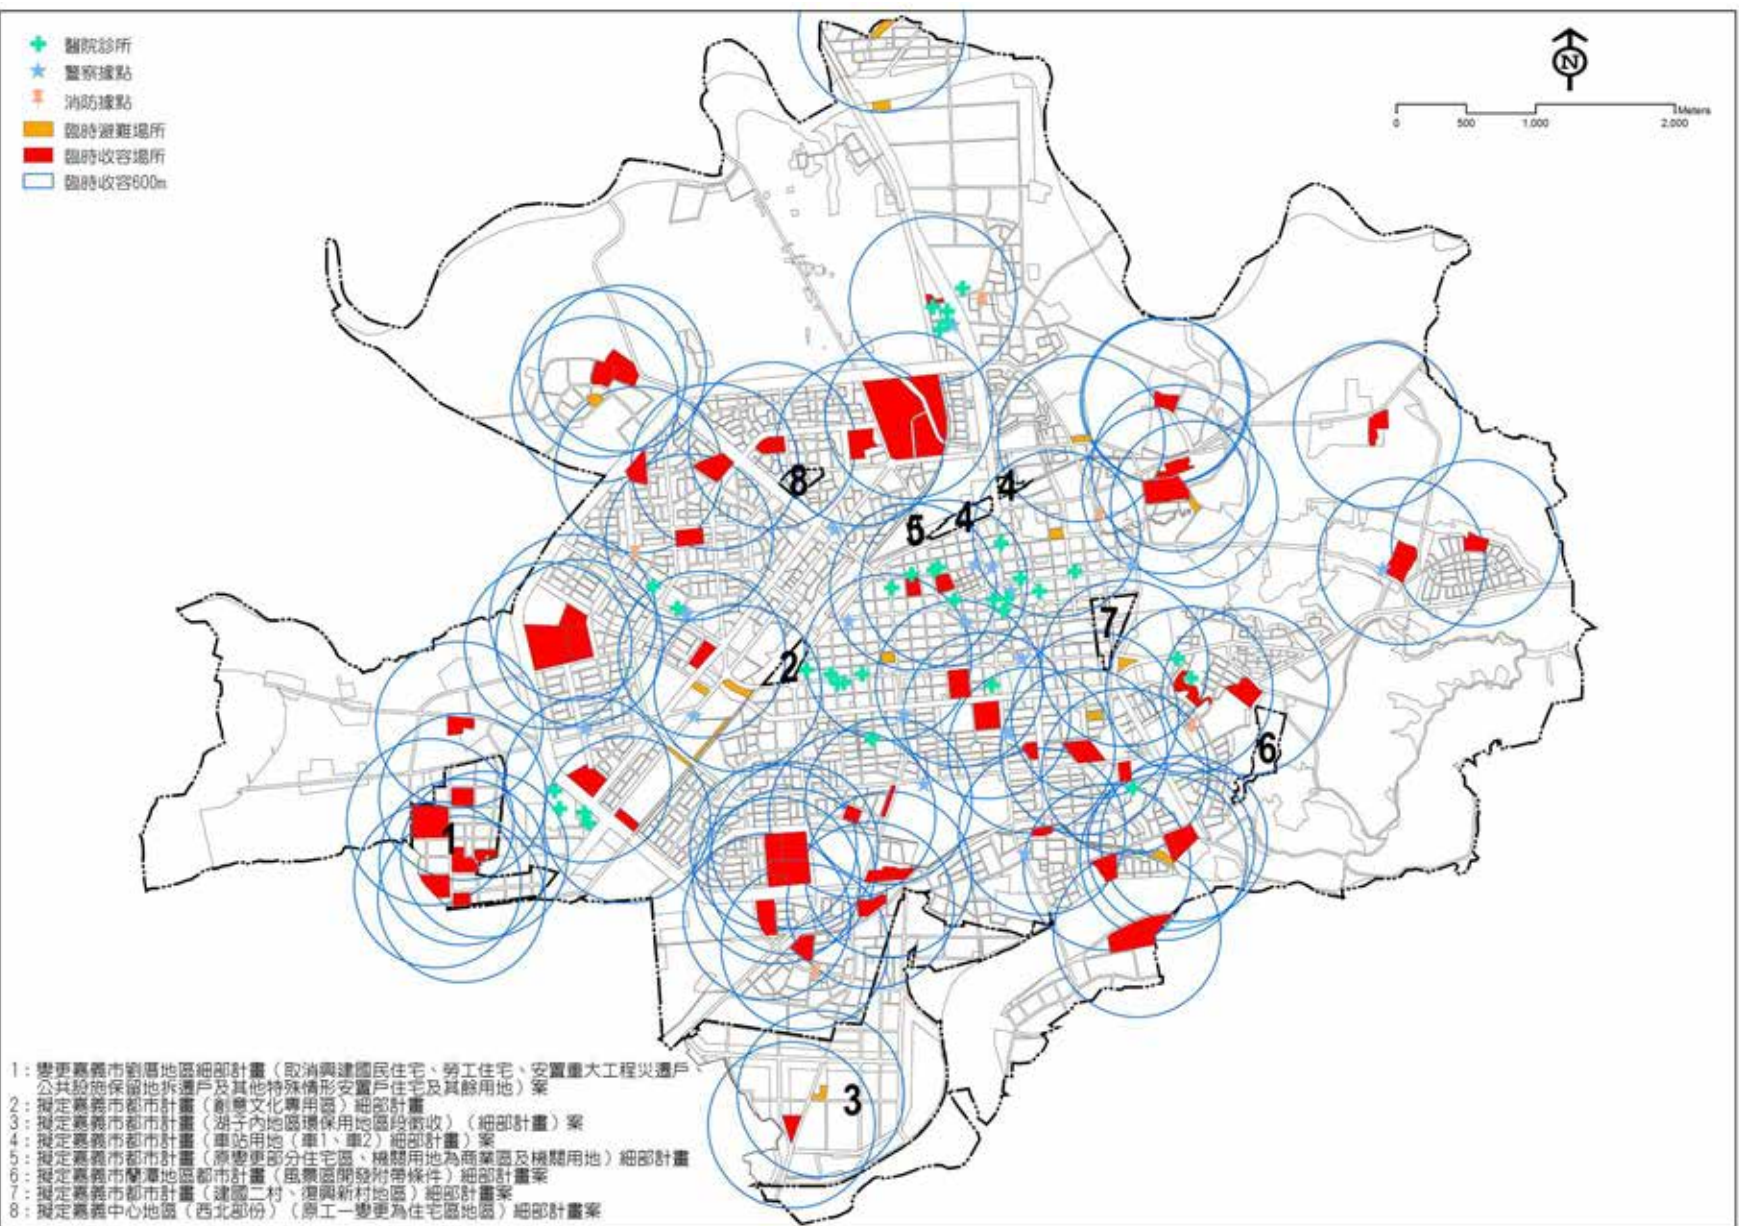 醫院診所
警察據點
消防據點
臨時避難場所
臨時收容場所
臨時收容600m
N
Meters
0 500 1,000 2,000
8
4
5 4
7
2
6
1
3
1：變更嘉義市劉厝地區細部計畫（取消興建國民住宅、勞工住宅、安置重大工程災遷戶、
公共設施保留地拆遷戶及其他特殊情形安置戶住宅及其餘用地）案
2：擬定嘉義市都市計畫（創意文化專用區）細部計畫
3：擬定嘉義市都市計畫（湖子內地區環保用地區段徵收）（細部計畫）案
4：擬定嘉義市都市計畫（車站用地（車1、車2）細部計畫）案
5：擬定嘉義市都市計畫（原變更部分住宅區、機關用地為商業區及機關用地）細部計畫
6：擬定嘉義市蘭潭地區都市計畫（風景區開發附帶條件）細部計畫案
7：擬定嘉義市都市計畫（建國二村、復興新村地區）細部計畫案
8：擬定嘉義中心地區（西北部份）（原工一變更為住宅區地區）細部計畫案